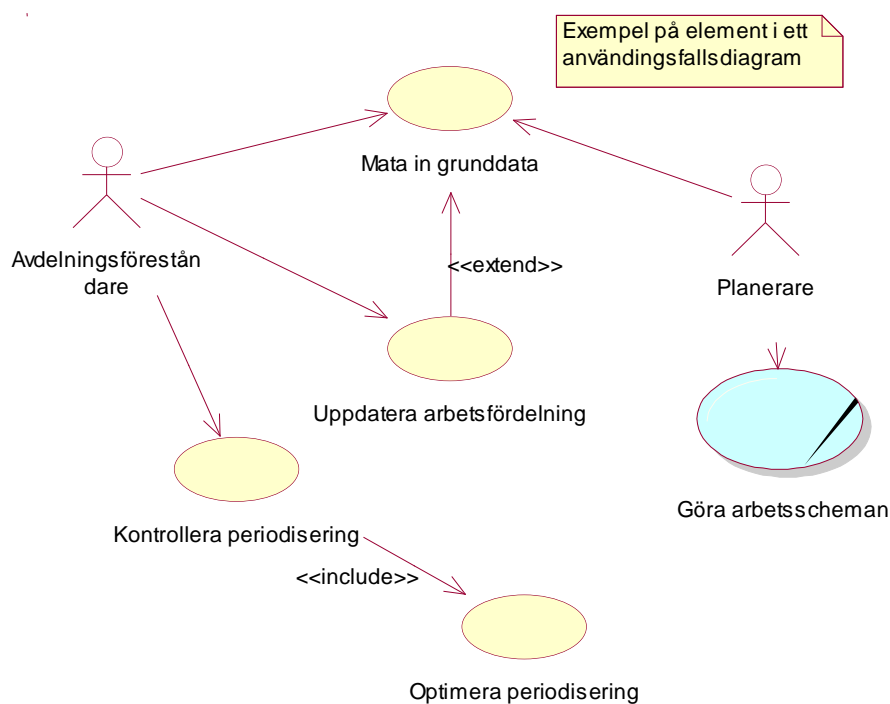 Exempel på element i ett
användingsfallsdiagram
Mata in grunddata
Avdelningsförestån
dare
<<extend>>
Planerare
Uppdatera arbetsfördelning
Göra arbetsscheman
Kontrollera periodisering
<<include>>
Optimera periodisering